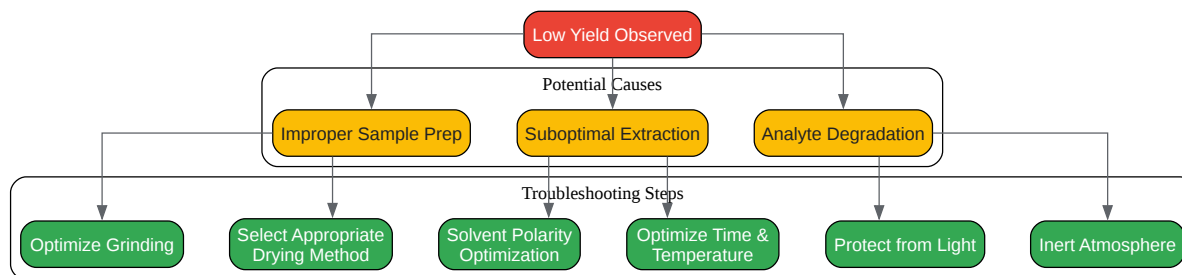 Low Yield Observed
Potential Causes
Improper Sample Prep
Suboptimal Extraction
Analyte Degradation
Troubleshooting Steps
Optimize Grinding
Select Appropriate
Drying Method
Solvent Polarity
Optimization
Optimize Time &
Temperature
Protect from Light
Inert Atmosphere